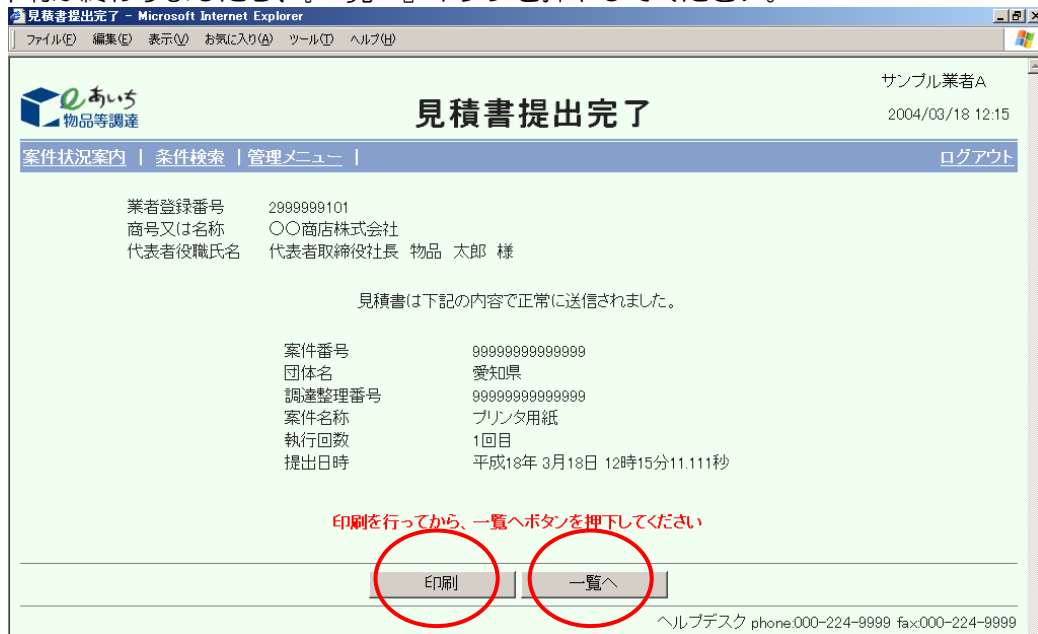 見積書提出完了 - Microsoft Internet Explorer
ファイル(F) 編集(E) 表示(V) お気に入り(A) ツール(T) ヘルプ(H)
サンプル業者A
あいち
物品等調達
見積書提出完了
2004/03/18 12:15
案件状況案内 | 条件検索 | 管理メニュー |
ログアウト
業者登録番号 2999999101
商号又は名称 〇〇商店株式会社
代表者役職氏名 代表者取締役社長 物品 太郎 様
見積書は下記の内容で正常に送信されました。
案件番号 99999999999999
団体名 愛知県
調達整理番号 99999999999999
案件名称 プリンタ用紙
執行回数 1回目
提出日時 平成18年 3月18日 12時15分11.111秒
印刷を行ってから、一覧へボタンを押下してください
印刷 一覧へ
ヘルプデスク phone:000-224-9999 fax:000-224-9999